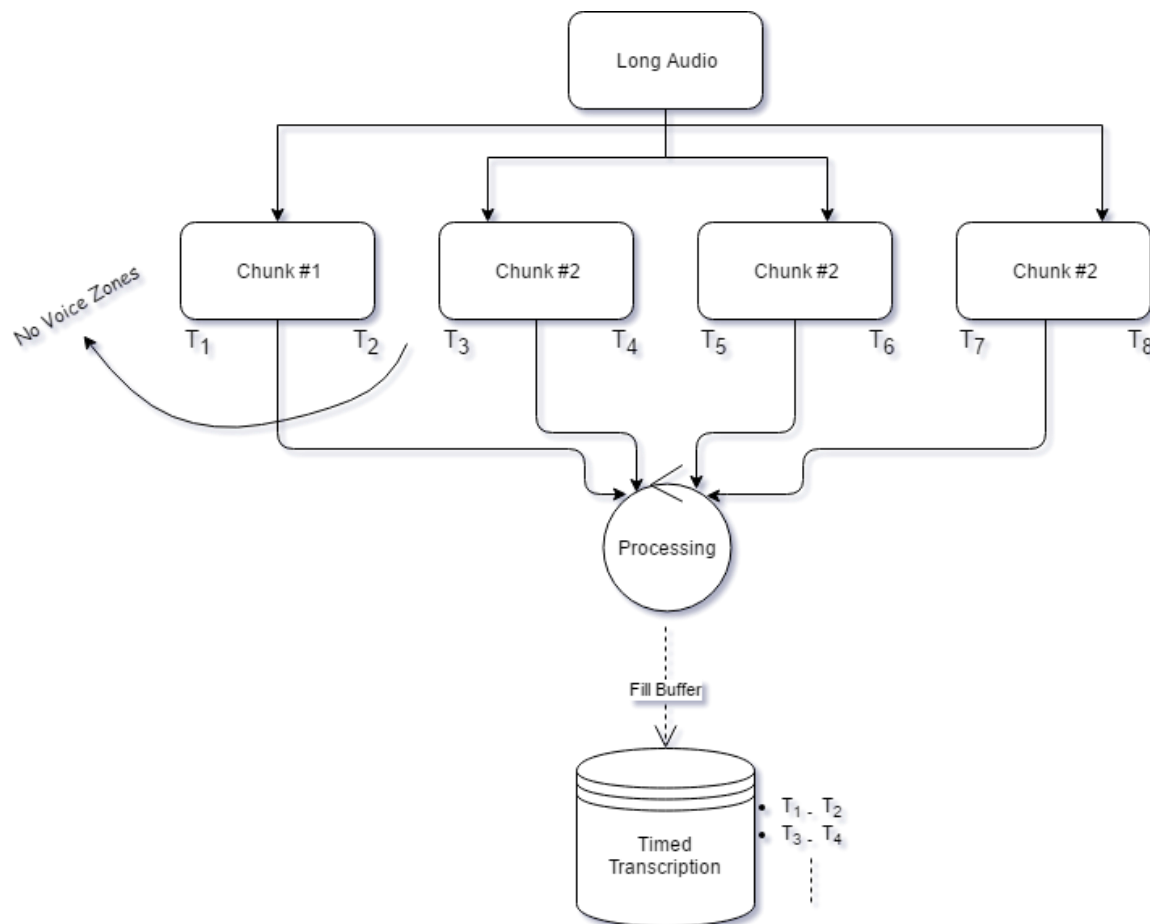 Long Audio
Chunk #1
Chunk #2
Chunk #2
Chunk #2
No Voice Zones
T1
T2
T3
T4
T5
T6
T7
T8
Processing
Fill Buffer
Timed
Transcription
• T1 - T2
• T3 - T4